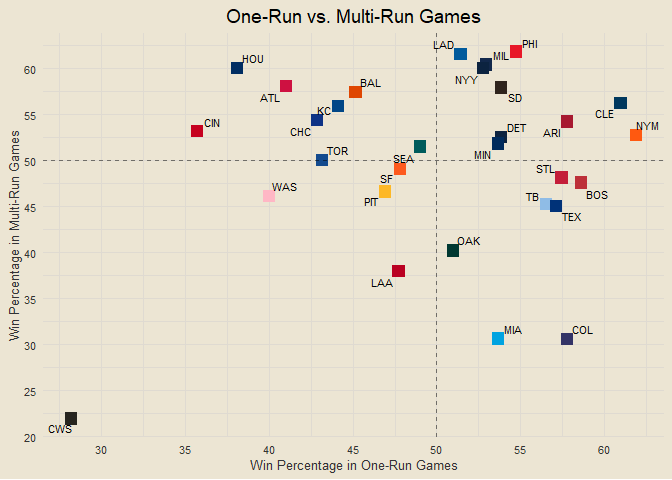 One-Run vs. Multi-Run Games
LAD
PHI
HOU
MIL
60
NYY
BAL
ATL
SD
KC
CLE
55
CIN
CHC
ARI
NYM
DET
TOR
MIN
50
SEA
SF
STL
WAS
BOS
PIT
TB
45
TEX
OAK
40
LAA
35
MIA
COL
30
25
CWS
20
30
35
40
45
50
55
60
Win Percentage in One-Run Games
Win Percentage in Multi-Run Games